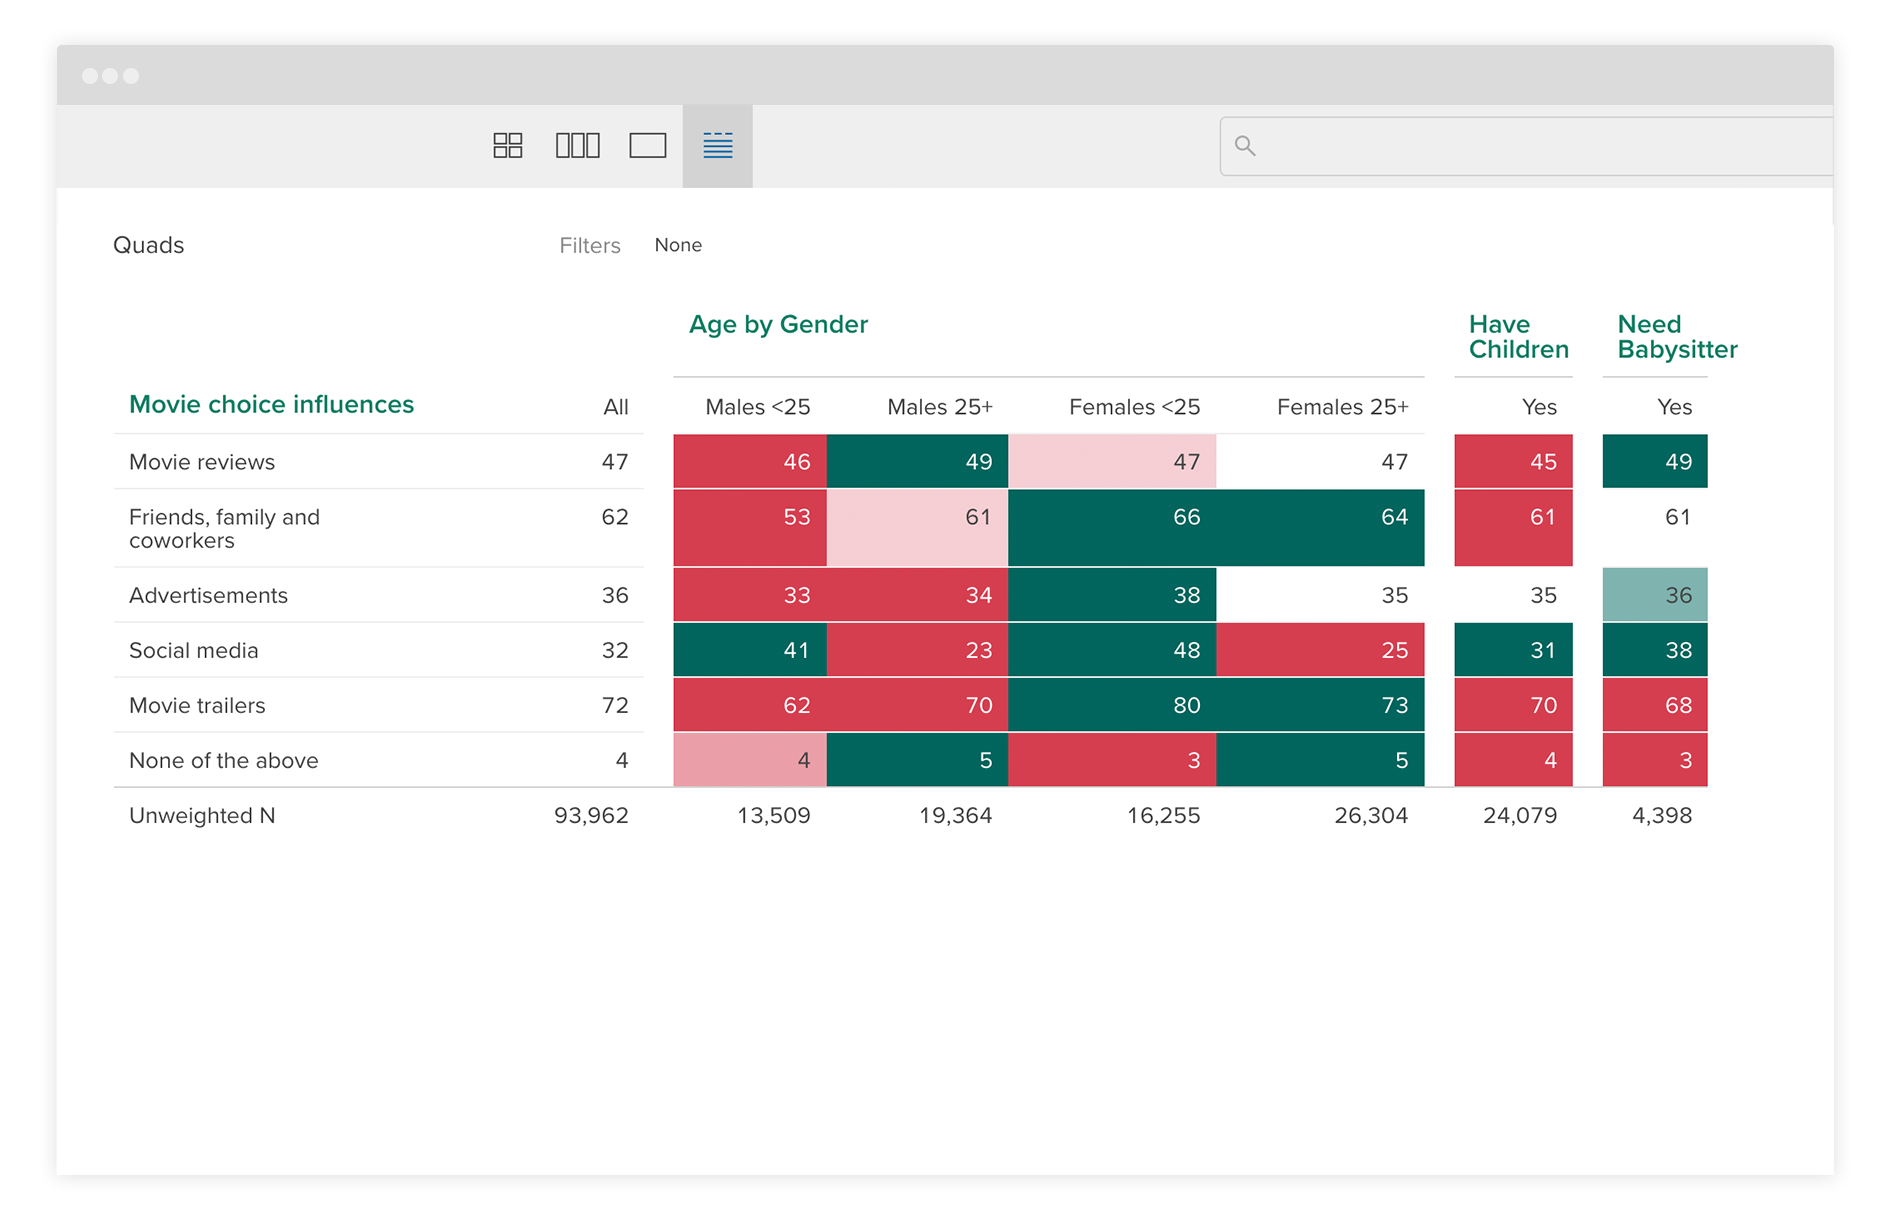 Quads Filters None
Age by Gender Have Children Need Babysitter
Movie choice influences All Males <25 Males 25+ Females <25 Females 25+ Yes Yes
Movie reviews 47 46 49 47 47 45 49
Friends, family and coworkers 62 53 61 66 64 61 61
Advertisements 36 33 34 38 35 35 36
Social media 32 41 23 48 25 31 38
Movie trailers 72 62 70 80 73 70 68
None of the above 4 4 5 3 5 4 3
Unweighted N 93,962 13,509 19,364 16,255 26,304 24,079 4,398